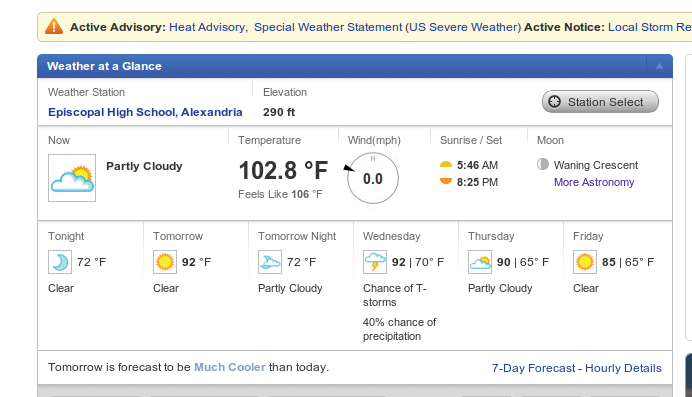 Active Advisory: Heat Advisory, Special Weather Statement (US Severe Weather) Active Notice: Local Storm Re
Weather at a Glance
Weather Station
Elevation
Episcopal High School, Alexandria
290 ft
Station Select
Now
Temperature
Wind(mph)
Sunrise / Set
Moon
Partly Cloudy
102.8 °F
Feels Like 106 °F
N
0.0
5:46 AM
8:25 PM
Waning Crescent
More Astronomy
Tonight
Tomorrow
Tomorrow Night
Wednesday
Thursday
Friday
72 °F
92 °F
72 °F
92 | 70° F
90 | 65° F
85 | 65° F
Clear
Clear
Partly Cloudy
Chance of T-
storms
40% chance of
precipitation
Partly Cloudy
Clear
Tomorrow is forecast to be Much Cooler than today.
7-Day Forecast - Hourly Details